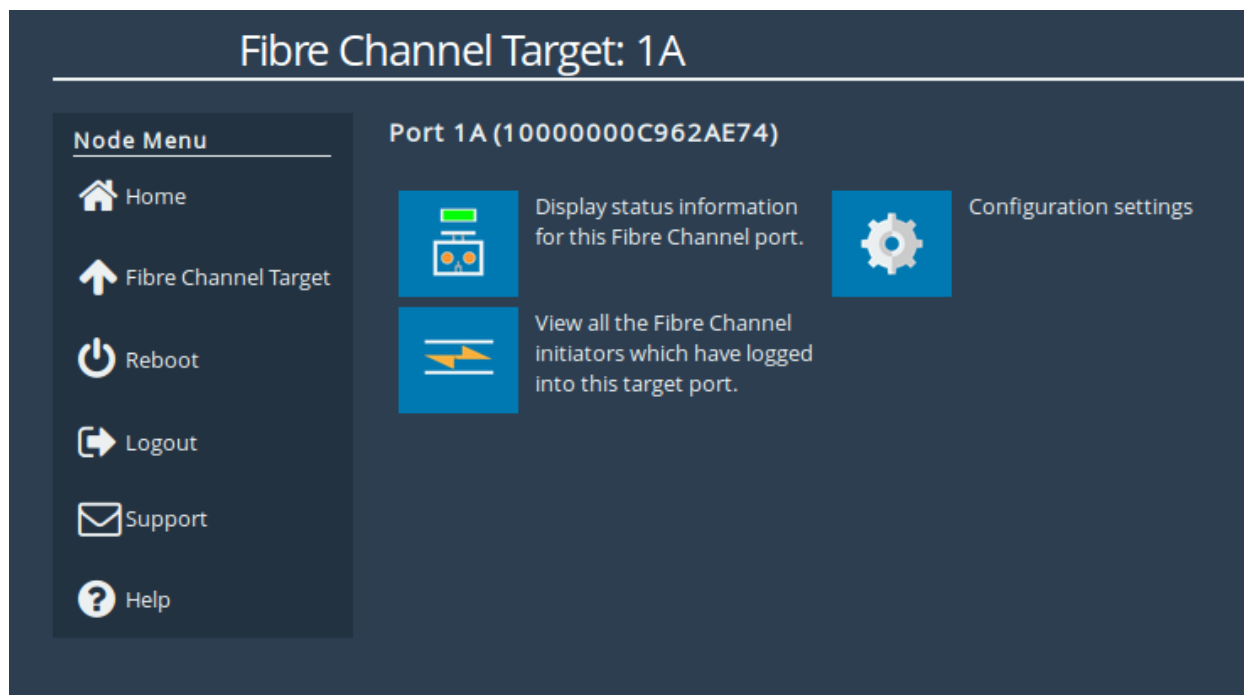 Fibre Channel Target: 1A
Node Menu
Home
Fibre Channel Target
Reboot
Logout
Support
Help
Port 1A (10000000C962AE74)
Display status information
for this Fibre Channel port.
Configuration settings
View all the Fibre Channel
initiators which have logged
into this target port.